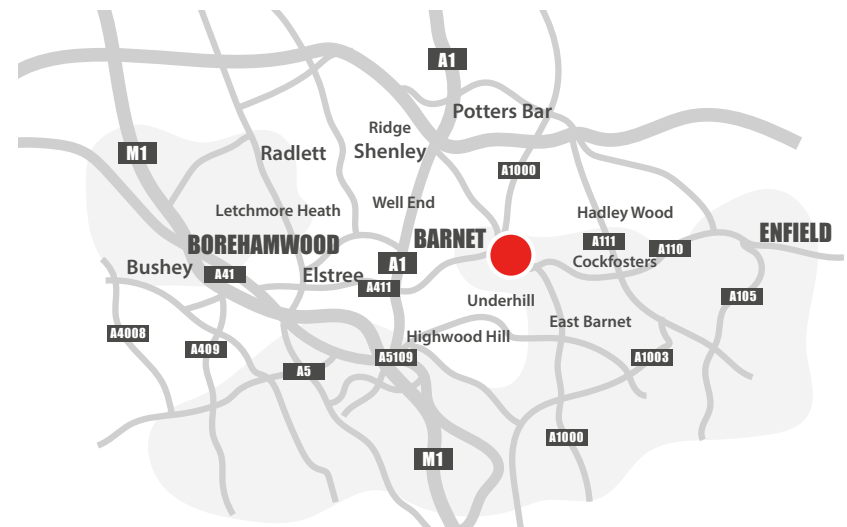 A1
Potters Bar
Ridge
M1
Radlett
Shenley
A1000
Well End
Letchmore Heath
Hadley Wood
ENFIELD
BOREHAMWOOD
BARNET
A111
A110
Cockfosters
Bushey
A41
Elstree
A1
A411
A105
Underhill
East Barnet
A4008
Highwood Hill
A409
A5109
A1003
A5
A1000
M1